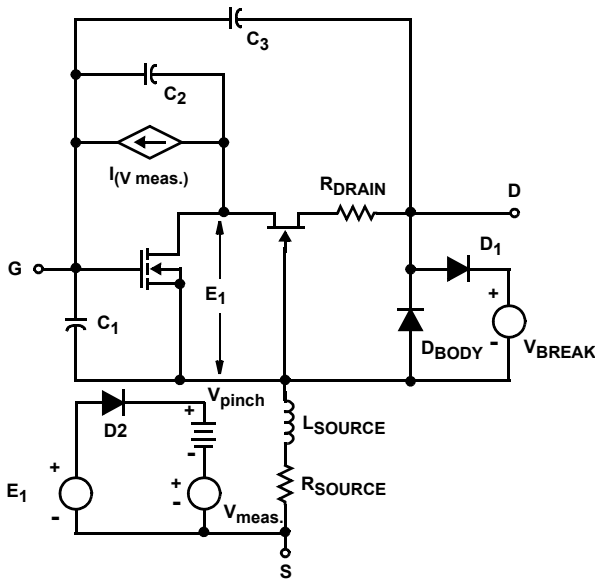 C3
C2
I(V meas.)
RDRAIN
D
D1
G
E1
+
-
C1
DBODY
VBREAK
Vpinch
+
D2
-
LSOURCE
+
E1
-
+
-
RSOURCE
Vmeas.
S